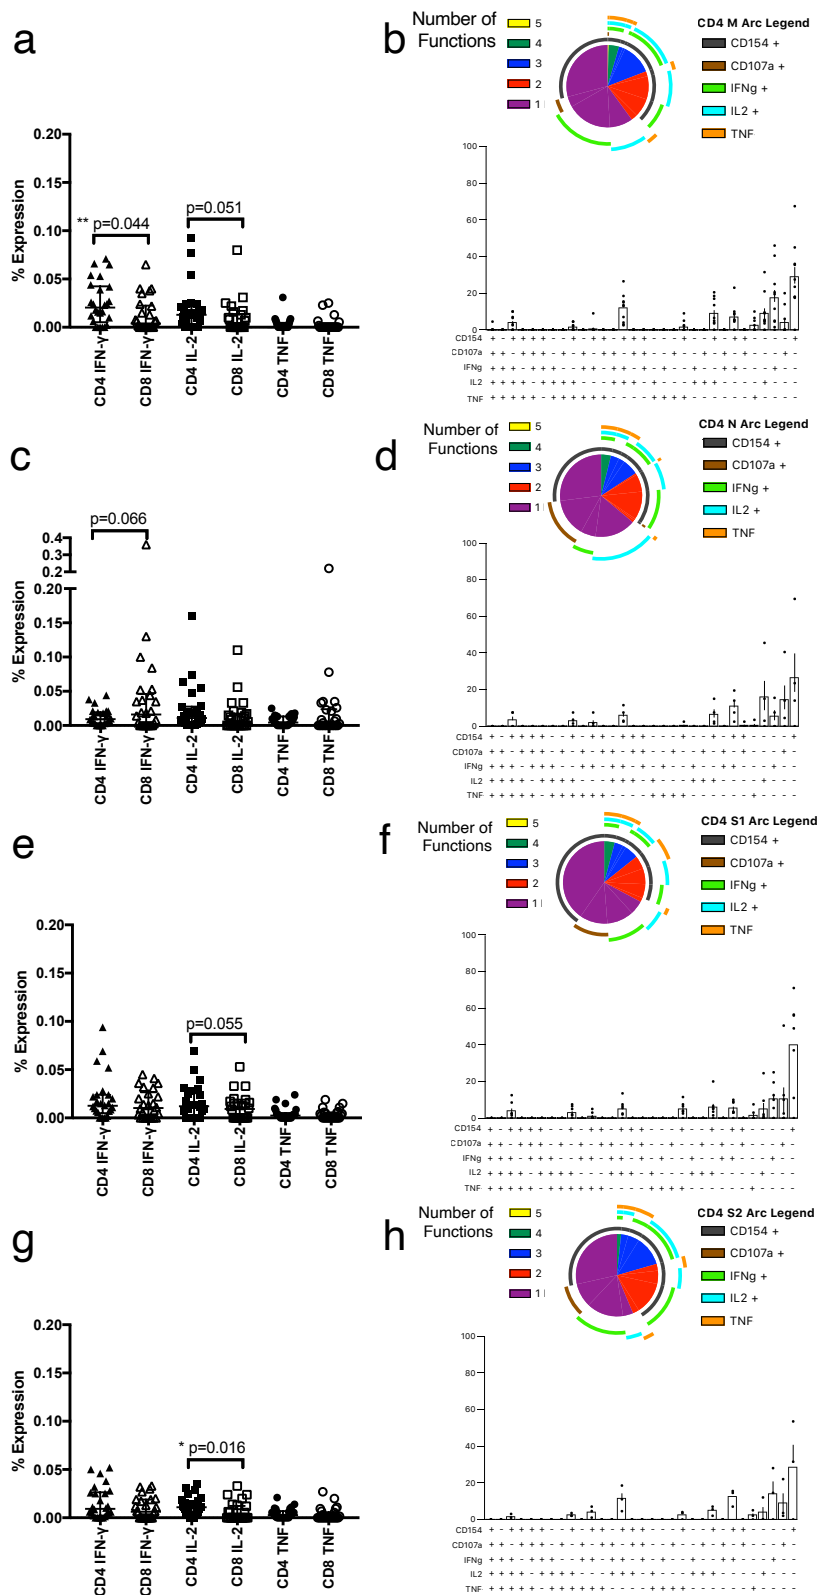 a
0.20
0.15
0.10
0.05
0.00
% Expression
** p=0.044
p=0.051
CD4 IFN-γ
CD8 IFN-γ
CD4 IL-2
CD8 IL-2
CD4 TNF
CD8 TNF
b
Number of
Functions
5
4
3
2
1
CD4 M Arc Legend
CD154 +
CD107a +
IFNg +
IL2 +
TNF
100
80
60
40
20
0
CD154
CD107a
IFNg
IL2
TNF
c
0.4
0.3
0.2
0.20
0.15
0.10
0.05
0.00
% Expression
p=0.066
CD4 IFN-γ
CD8 IFN-γ
CD4 IL-2
CD8 IL-2
CD4 TNF
CD8 TNF
d
Number of
Functions
5
4
3
2
1
CD4 N Arc Legend
CD154 +
CD107a +
IFNg +
IL2 +
TNF
100
80
60
40
20
0
CD154
CD107a
IFNg
IL2
TNF
e
0.20
0.15
0.10
0.05
0.00
% Expression
p=0.055
CD4 IFN-γ
CD8 IFN-γ
CD4 IL-2
CD8 IL-2
CD4 TNF
CD8 TNF
f
Number of
Functions
5
4
3
2
1
CD4 S1 Arc Legend
CD154 +
CD107a +
IFNg +
IL2 +
TNF
100
80
60
40
20
0
CD154
CD107a
IFNg
IL2
TNF
g
0.20
0.15
0.10
0.05
0.00
% Expression
* p=0.016
CD4 IFN-γ
CD8 IFN-γ
CD4 IL-2
CD8 IL-2
CD4 TNF
CD8 TNF
h
Number of
Functions
5
4
3
2
1
CD4 S2 Arc Legend
CD154 +
CD107a +
IFNg +
IL2 +
TNF
100
80
60
40
20
0
CD154
CD107a
IFNg
IL2
TNF